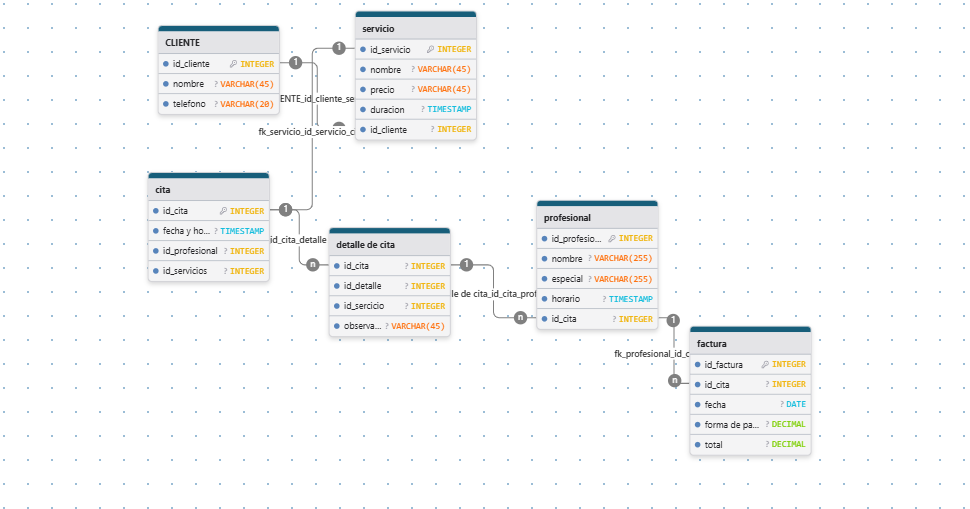 CLIENTE
id_cliente INTEGER
nombre ? VARCHAR(45)
telefono ? VARCHAR(20)
1
servicio
id_servicio INTEGER
nombre ? VARCHAR(45)
precio ? VARCHAR(45)
duracion ? TIMESTAMP
id_cliente ? INTEGER
1
ENTE_id_cliente_se
fk_servicio_id_servicio_c
cita
id_cita INTEGER
fecha y ho... ? TIMESTAMP
id_profesional ? INTEGER
id_servicios ? INTEGER
1
id_cita_detalle
n
detalle de cita
id_cita ? INTEGER
id_detalle ? INTEGER
id_sercicio ? INTEGER
observa... ? VARCHAR(45)
1
le de cita_id_cita_prof
n
profesional
id_profesio... INTEGER
nombre ? VARCHAR(255)
especial ? VARCHAR(255)
horario ? TIMESTAMP
id_cita ? INTEGER
1
fk_profesional_id_c
n
factura
id_factura INTEGER
id_cita ? INTEGER
fecha ? DATE
forma de pa... ? DECIMAL
total ? DECIMAL